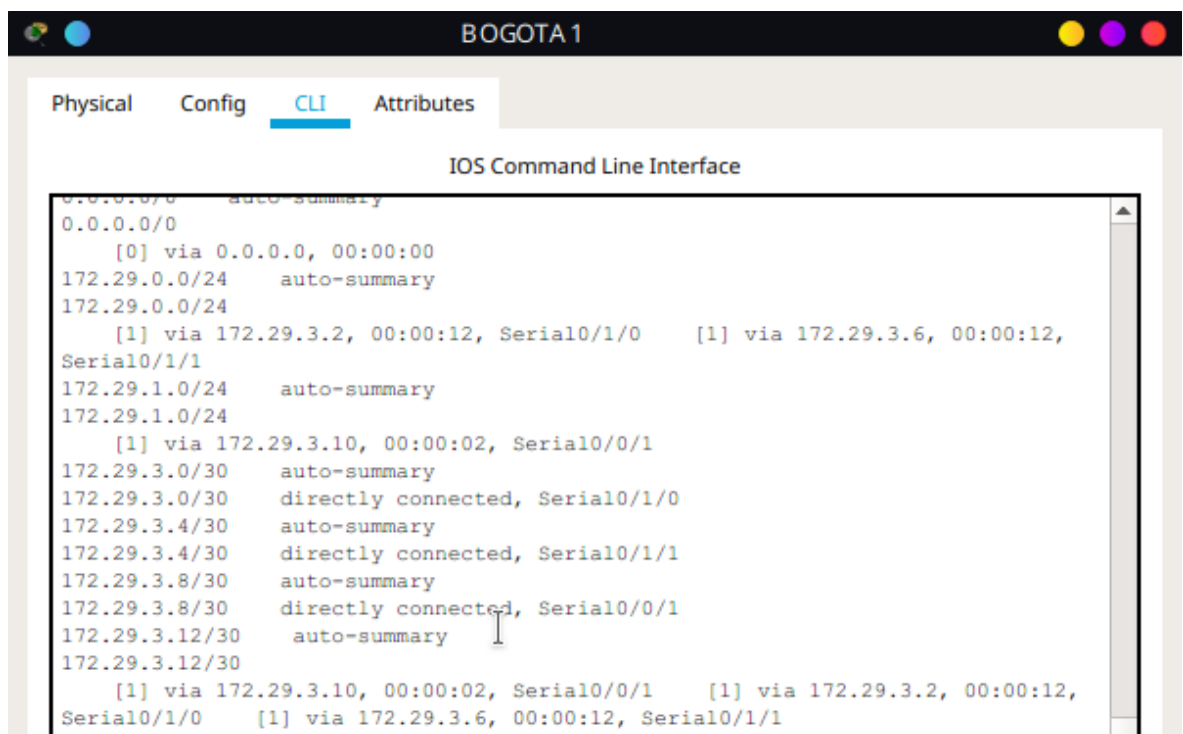 BOGOTA 1
Physical Config CLI Attributes
IOS Command Line Interface
0.0.0.0/0    auto-summary
0.0.0.0/0
    [0] via 0.0.0.0, 00:00:00
172.29.0.0/24    auto-summary
172.29.0.0/24
    [1] via 172.29.3.2, 00:00:12, Serial0/1/0    [1] via 172.29.3.6, 00:00:12,
Serial0/1/1
172.29.1.0/24    auto-summary
172.29.1.0/24
    [1] via 172.29.3.10, 00:00:02, Serial0/0/1
172.29.3.0/30    auto-summary
172.29.3.0/30    directly connected, Serial0/1/0
172.29.3.4/30    auto-summary
172.29.3.4/30    directly connected, Serial0/1/1
172.29.3.8/30    auto-summary
172.29.3.8/30    directly connected, Serial0/0/1
172.29.3.12/30    auto-summary
172.29.3.12/30
    [1] via 172.29.3.10, 00:00:02, Serial0/0/1    [1] via 172.29.3.2, 00:00:12,
Serial0/1/0    [1] via 172.29.3.6, 00:00:12, Serial0/1/1